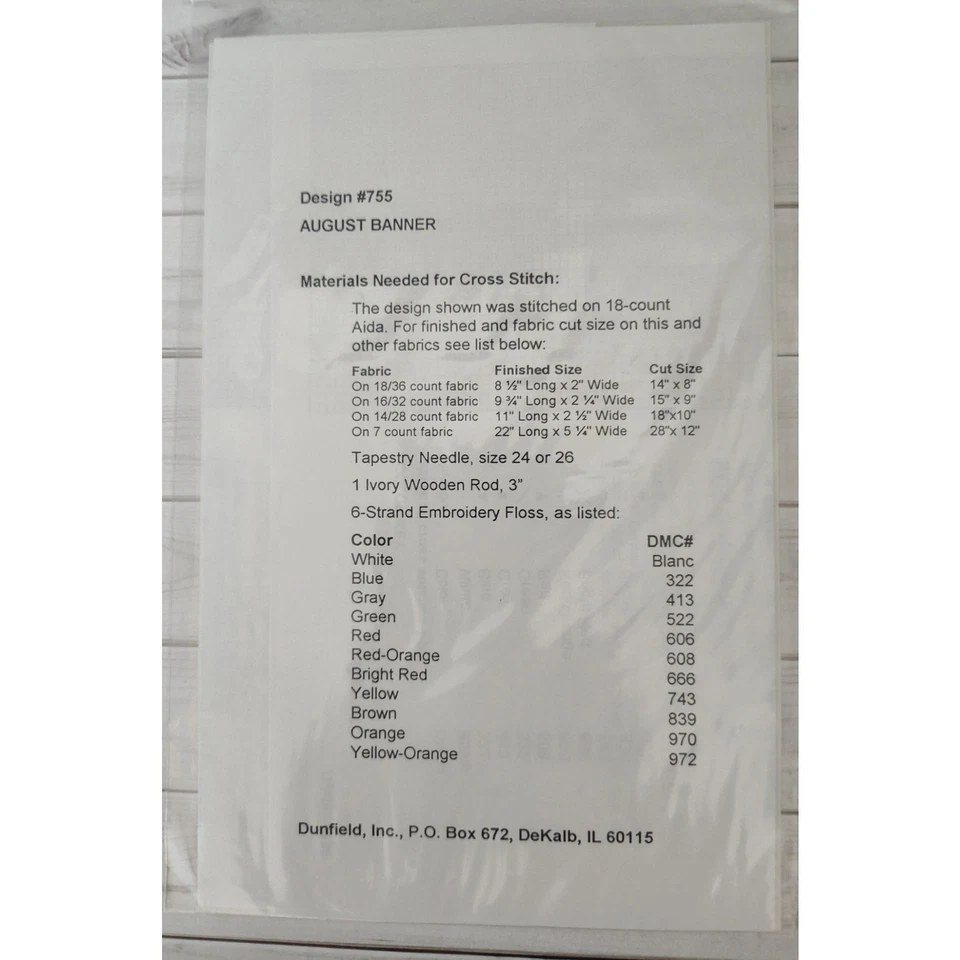 Design #755
AUGUST BANNER
Materials Needed for Cross Stitch:
The design shown was stitched on 18-count
Aida. For finished and fabric cut size on this and
other fabrics see list below:
Fabric Finished Size Cut Size
On 18/36 count fabric 8 ½" Long x 2" Wide 14" x 8"
On 16/32 count fabric 9 ¾" Long x 2 ¼" Wide 15" x 9"
On 14/28 count fabric 11" Long x 2 ½" Wide 18"x10"
On 7 count fabric 22" Long x 5 ¼" Wide 28"x 12"
Tapestry Needle, size 24 or 26
1 Ivory Wooden Rod, 3”
6-Strand Embroidery Floss, as listed:
Color DMC#
White Blanc
Blue 322
Gray 413
Green 522
Red 606
Red-Orange 608
Bright Red 666
Yellow 743
Brown 839
Orange 970
Yellow-Orange 972
Dunfield, Inc., P.O. Box 672, DeKalb, IL 60115